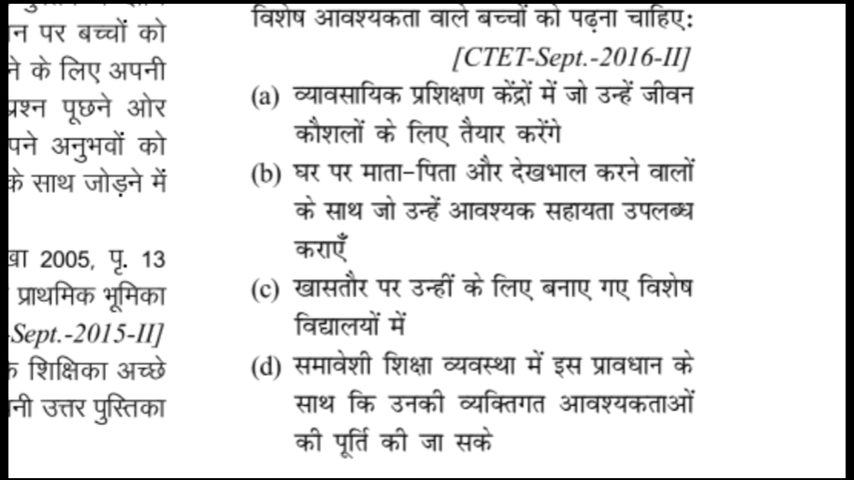 न पर बच्चों को
ने के लिए अपनी
प्रश्न पूछने ओर
पने अनुभवों को
के साथ जोड़ने में
खा 2005, पृ. 13
प्राथमिक भूमिका
Sept.-2015-II]
शिक्षिका अच्छे
नी उत्तर पुस्तिका
विशेष आवश्यकता वाले बच्चों को पढ़ना चाहिए:
[CTET-Sept.-2016-II]
(a) व्यावसायिक प्रशिक्षण केंद्रों में जो उन्हें जीवन
कौशलों के लिए तैयार करेंगे
(b) घर पर माता-पिता और देखभाल करने वालों
के साथ जो उन्हें आवश्यक सहायता उपलब्ध
कराएँ
(c) खासतौर पर उन्हीं के लिए बनाए गए विशेष
विद्यालयों में
(d) समावेशी शिक्षा व्यवस्था में इस प्रावधान के
साथ कि उनकी व्यक्तिगत आवश्यकताओं
की पूर्ति की जा सके